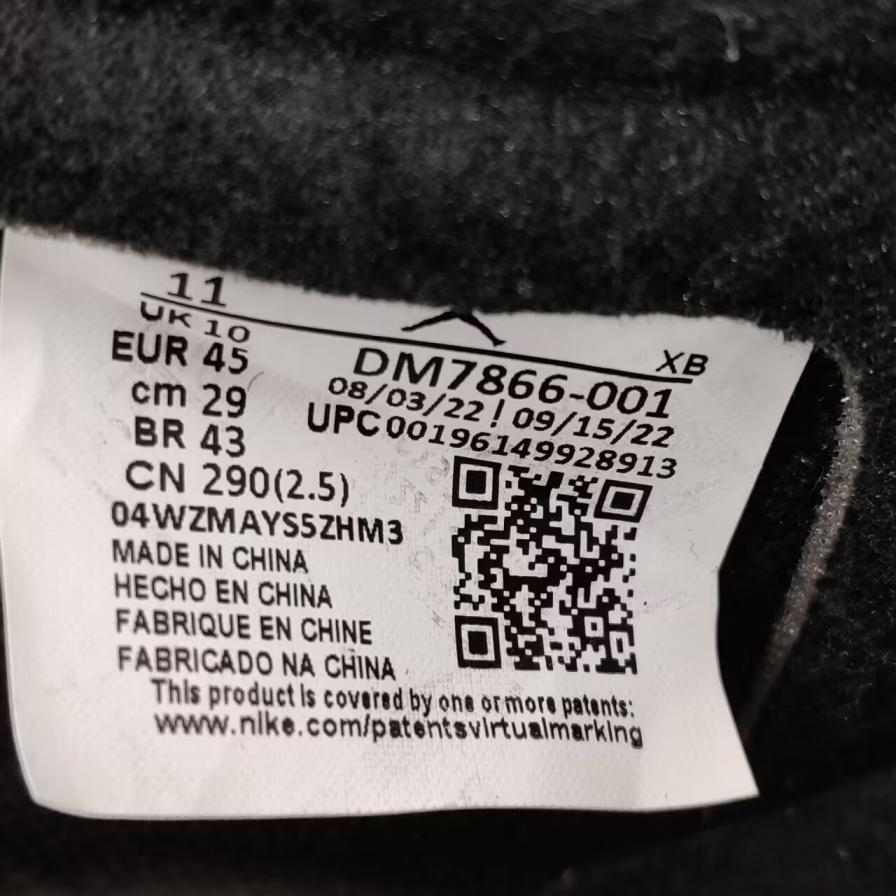 11
UK 10
EUR 45
cm 29
BR 43
CN 290(2.5)
04WZMAYS5ZHM3
MADE IN CHINA
HECHO EN CHINA
FABRIQUE EN CHINE
FABRICADO NA CHINA
XB
DM7866-001
08/03/22 ! 09/15/22
UPC00196149928913
This product is covered by one or more patents:
www.nike.com/patentsvirtualmarking